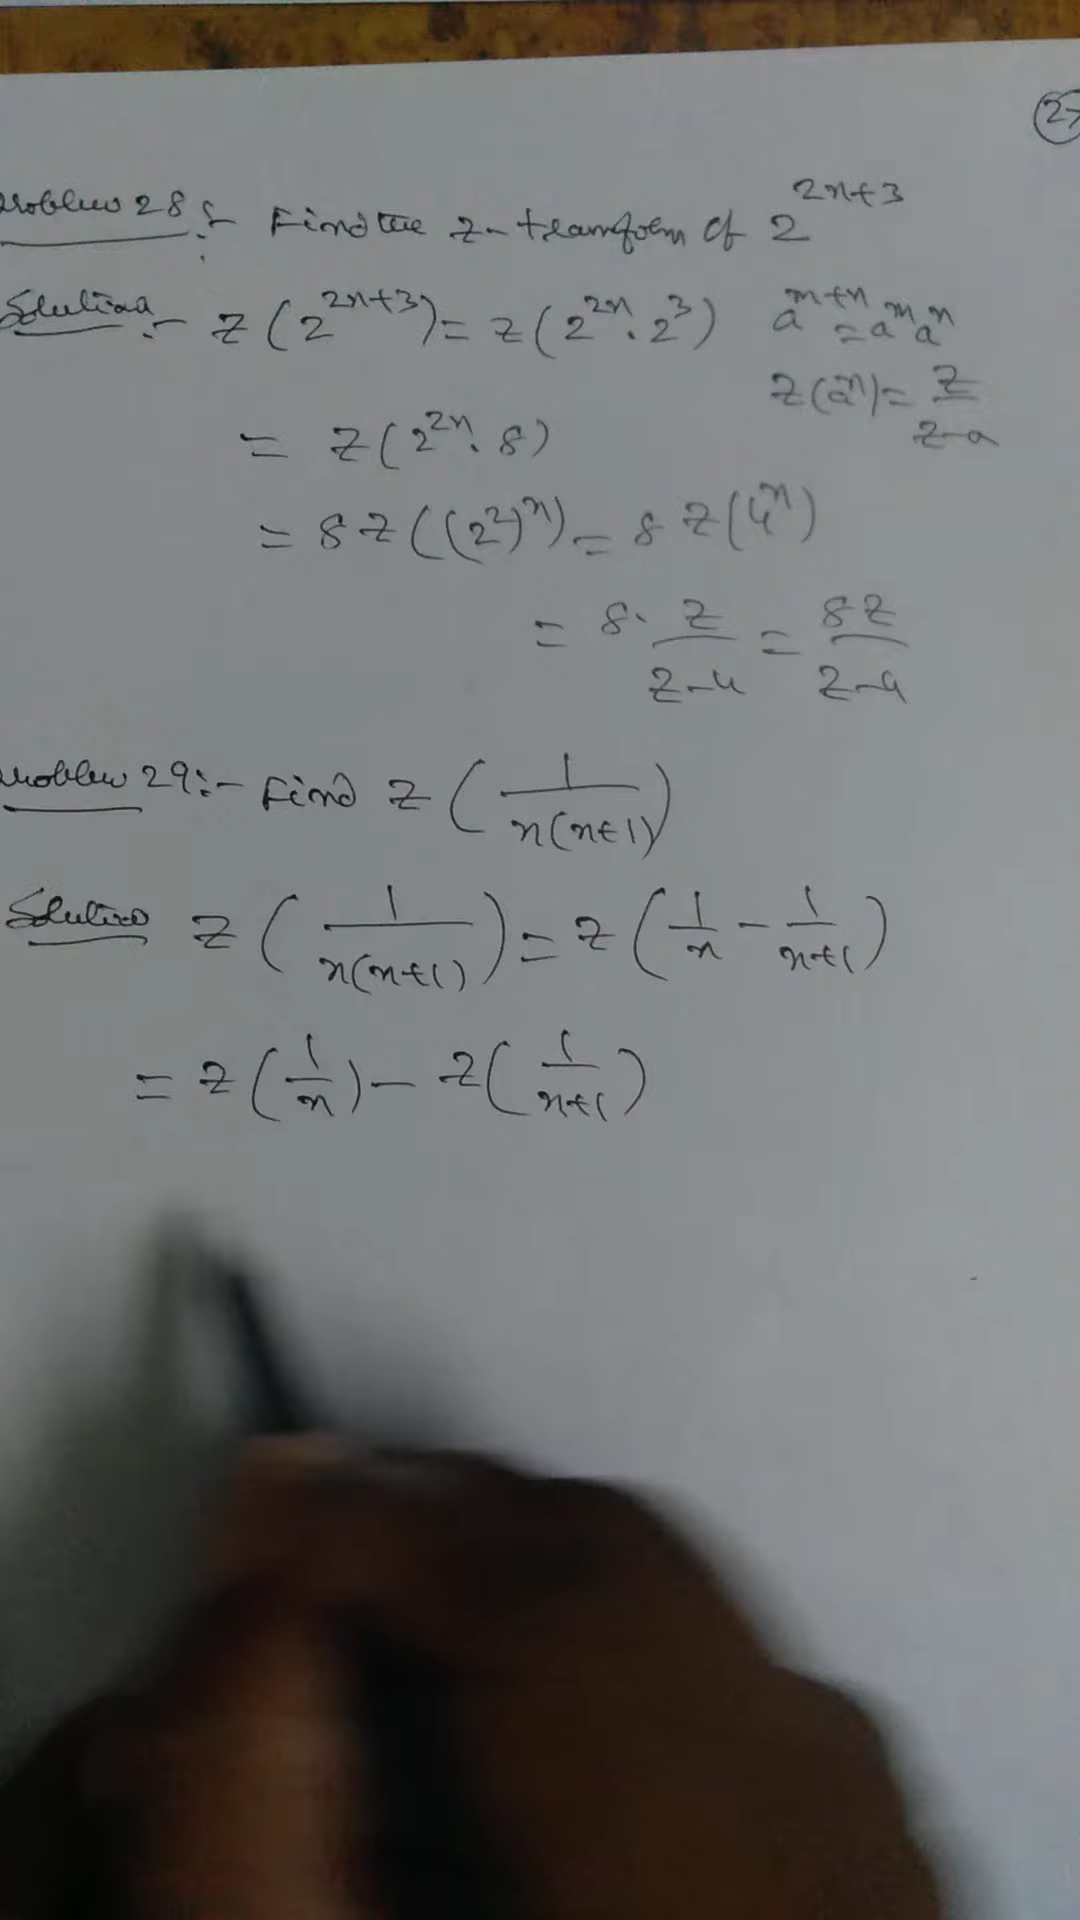 27
Problem 28 :- Find the z-transform of 2^{2n+3}
Solution :- z(2^{2n+3}) = z(2^{2n}. 2^3) a^{m+n} = a^m a^n
z(a^n) = z/(z-a)
= z(2^{2n}. 8)
= 8 z((2^2)^n) = 8 z(4^n)
= 8. z/(z-4) = 8z/(z-4)
Problem 29 :- Find z(1/(n(n+1)))
Solution z(1/(n(n+1))) = z(1/n - 1/(n+1))
= z(1/n) - z(1/(n+1))